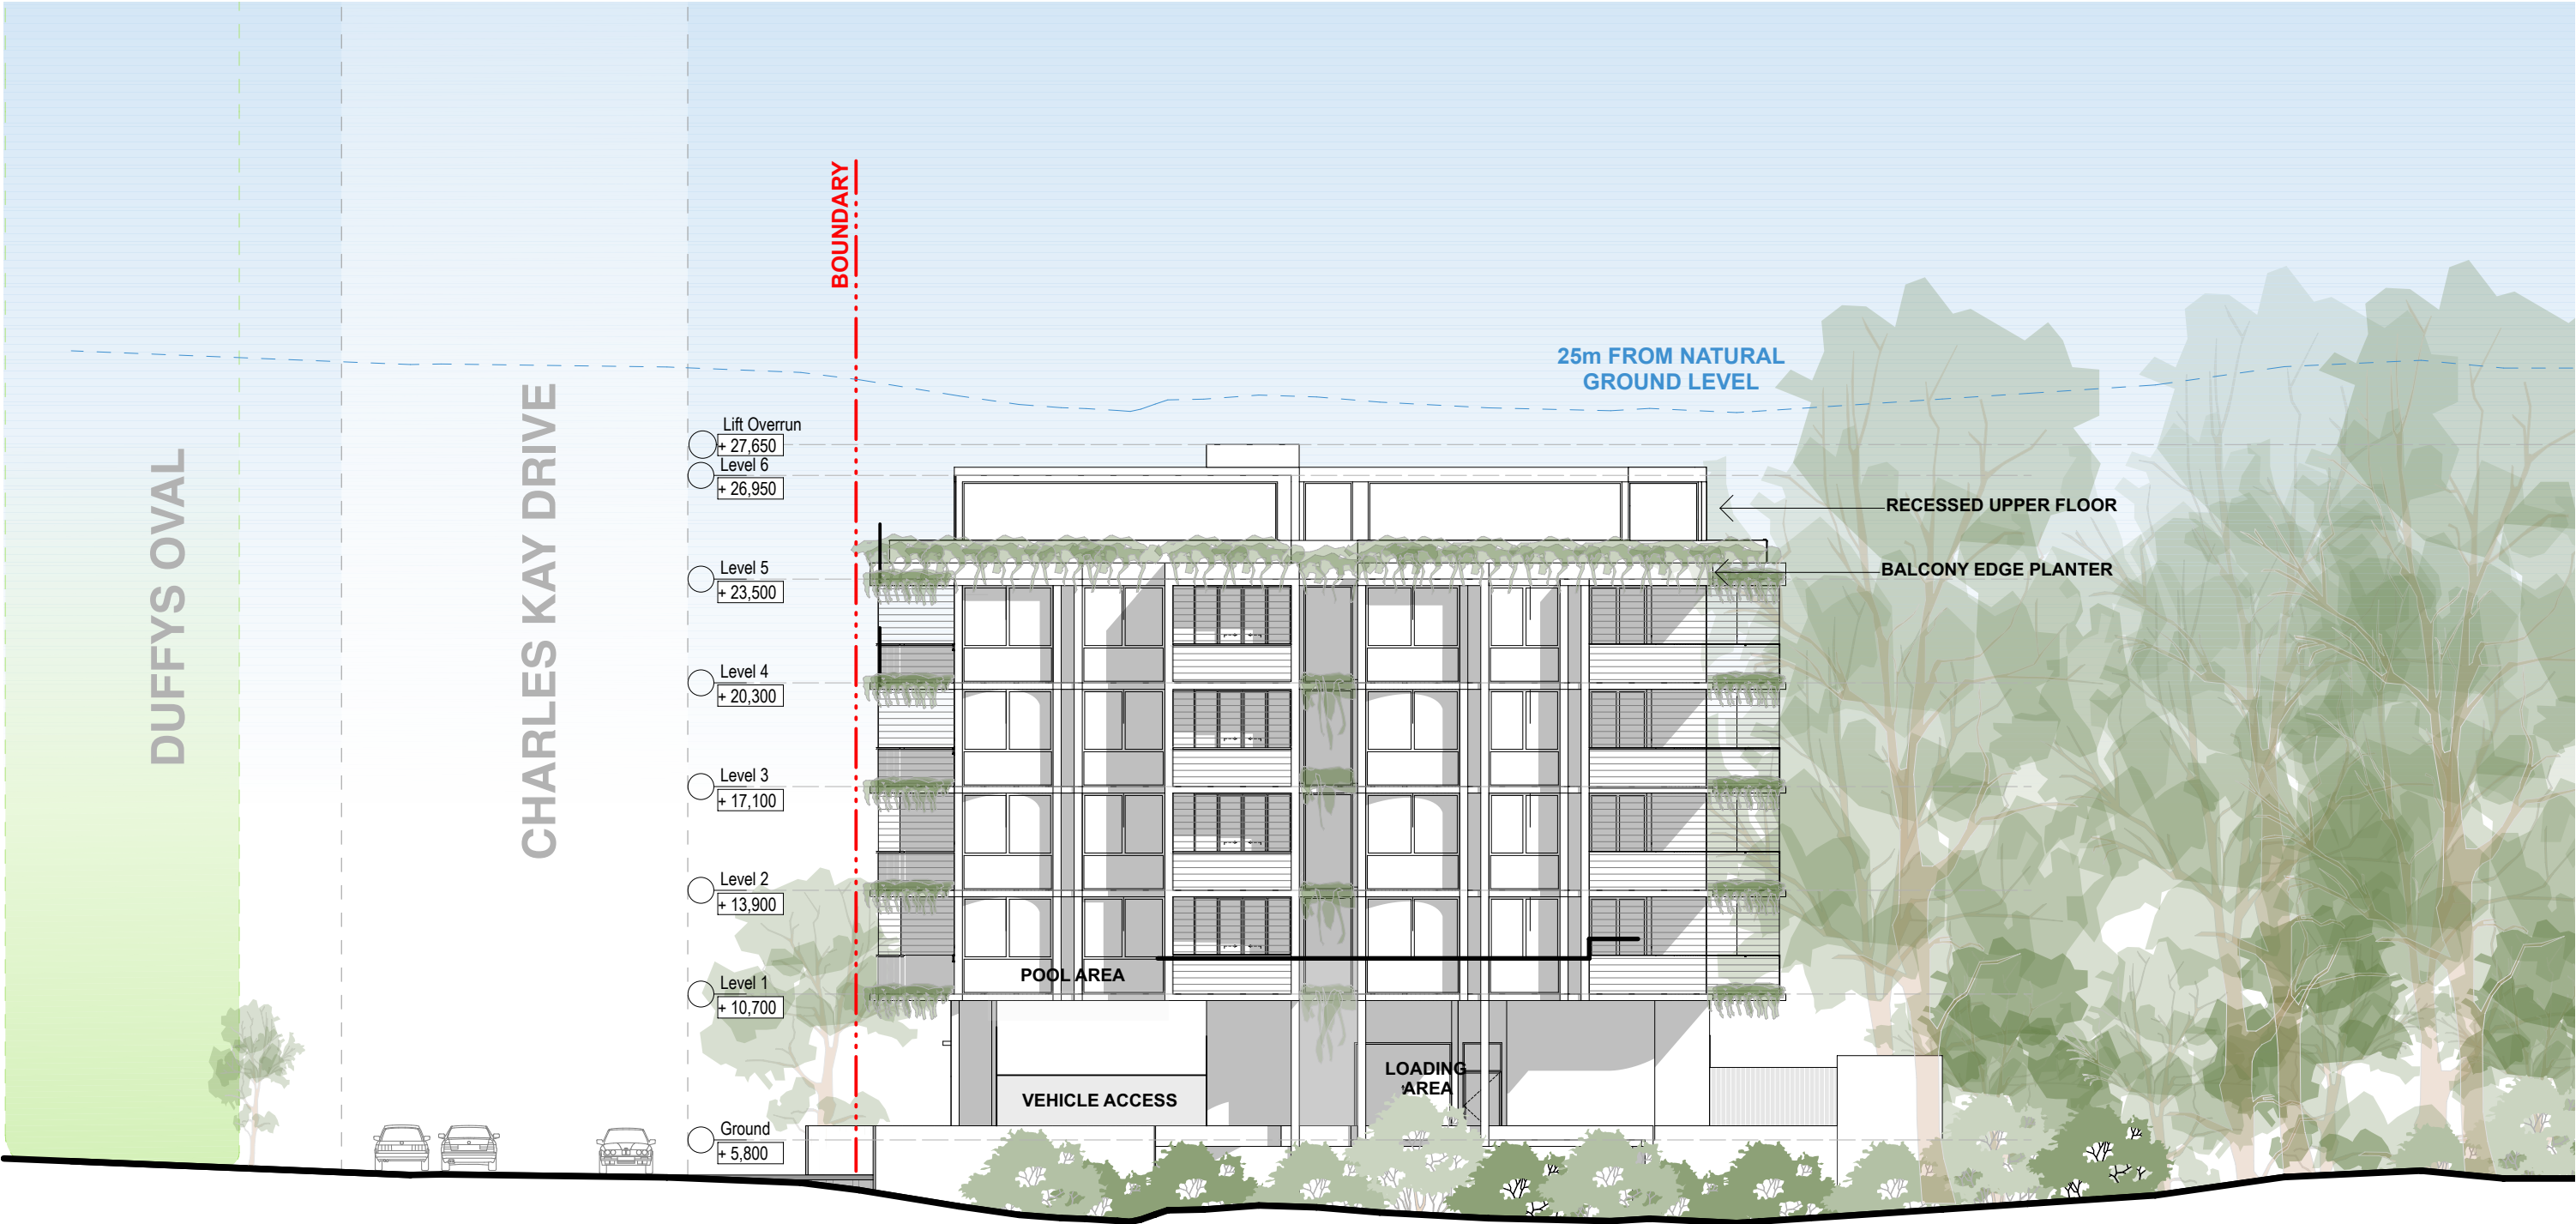 DUFFYS OVAL
CHARLES KAY DRIVE
BOUNDARY
25m FROM NATURAL
GROUND LEVEL
Lift Overrun
+ 27,650
Level 6
+ 26,950
RECESSED UPPER FLOOR
Level 5
+ 23,500
BALCONY EDGE PLANTER
Level 4
+ 20,300
Level 3
+ 17,100
Level 2
+ 13,900
Level 1
+ 10,700
POOL AREA
LOADING
AREA
VEHICLE ACCESS
Ground
+ 5,800